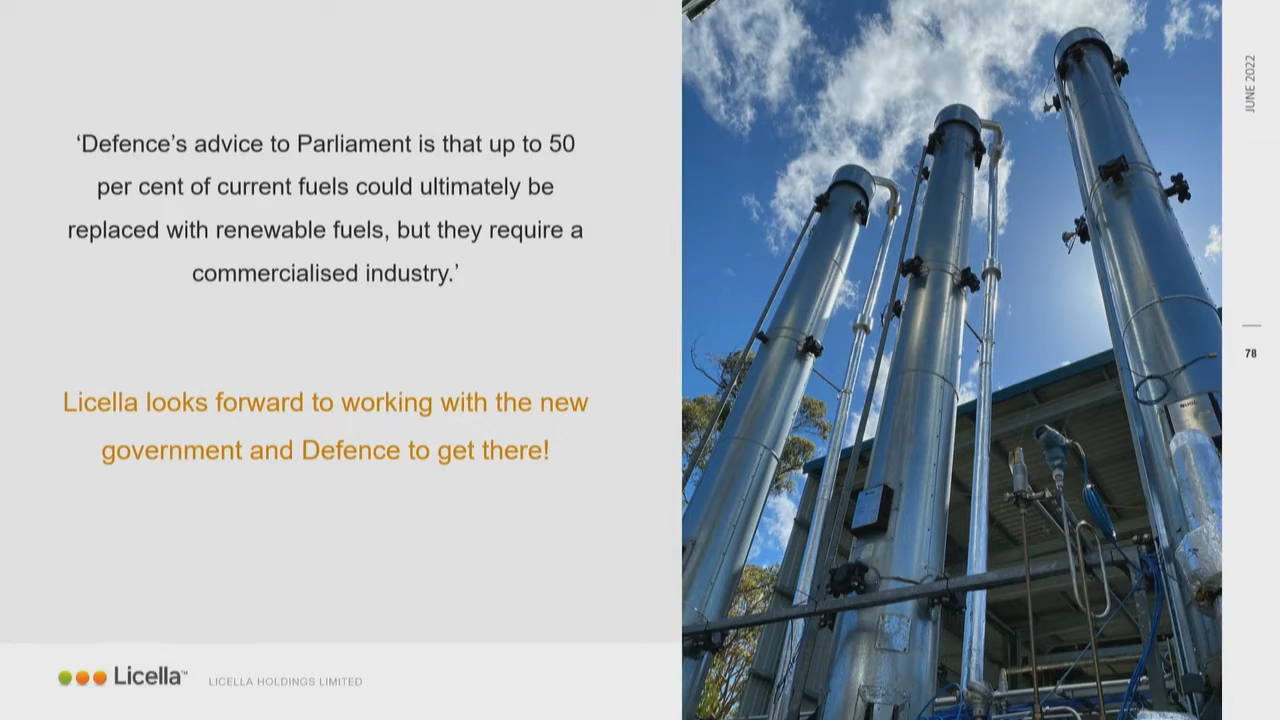 ‘Defence’s advice to Parliament is that up to 50
per cent of current fuels could ultimately be
replaced with renewable fuels, but they require a
commercialised industry.’
Licella looks forward to working with the new
government and Defence to get there!
Licella™
LICELLA HOLDINGS LIMITED
JUNE 2022
78